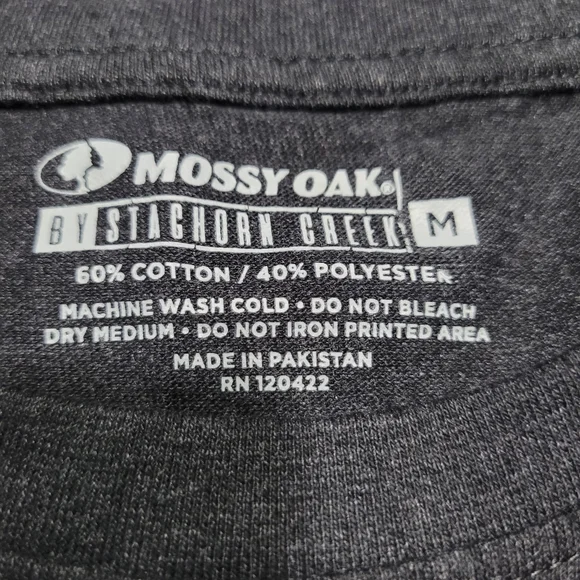 MOSSY OAK®
BY STAGHORN CREEK M
60% COTTON / 40% POLYESTER
MACHINE WASH COLD • DO NOT BLEACH
DRY MEDIUM • DO NOT IRON PRINTED AREA
MADE IN PAKISTAN
RN 120422